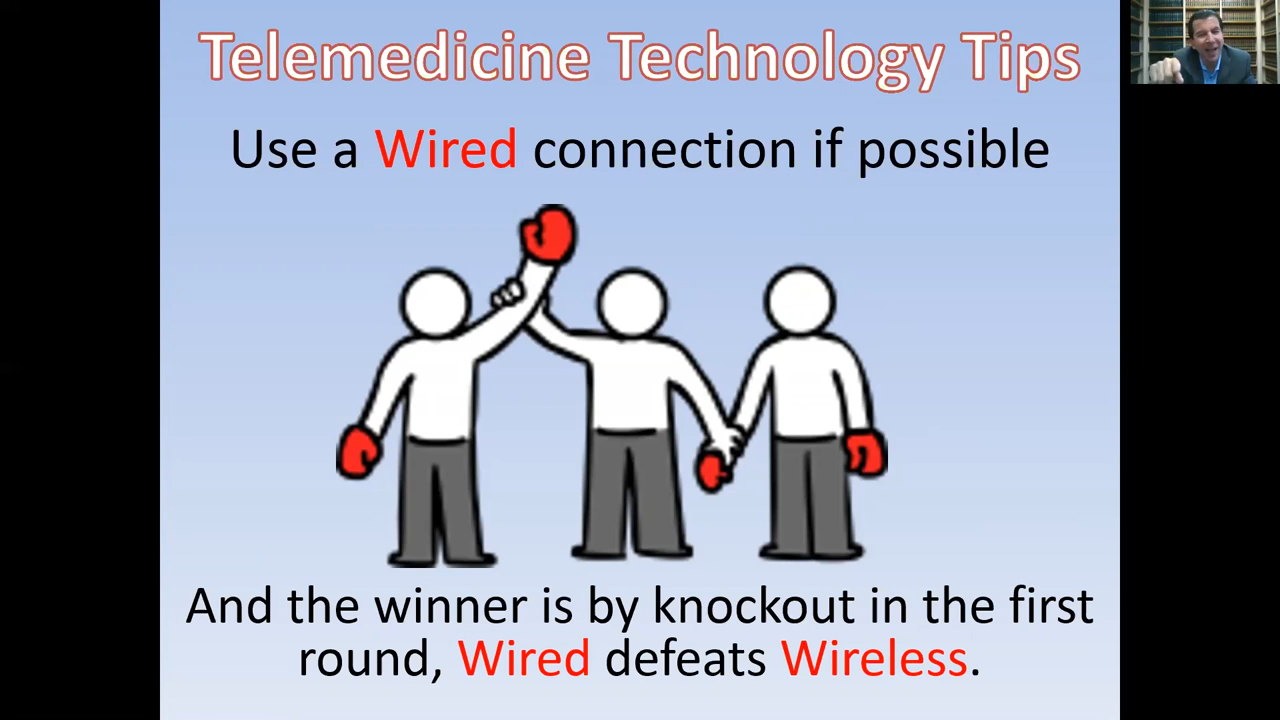 Telemedicine Technology Tips
Use a Wired connection if possible
And the winner is by knockout in the first
round, Wired defeats Wireless.